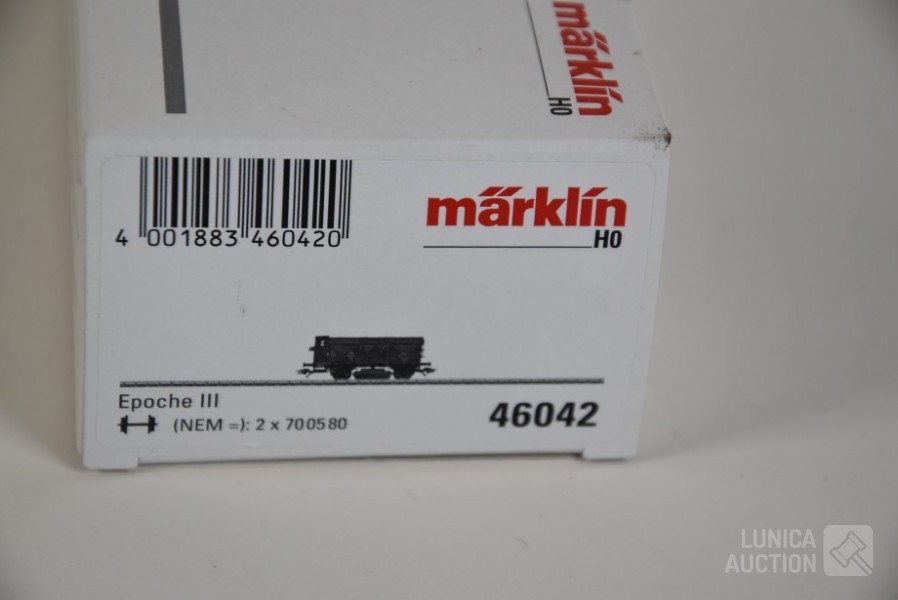 märklin
H0
4 001883 460420
märklin
H0
Epoche III
(NEM =): 2 x 700580
46042
LUNICA
AUCTION